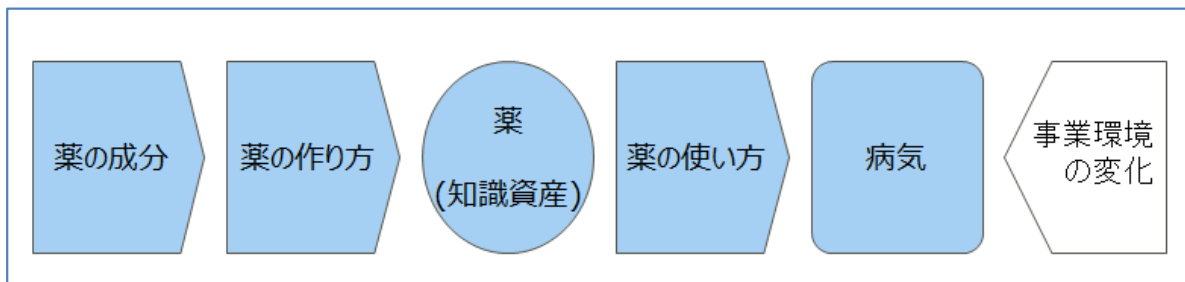 薬の成分
薬の作り方
薬
(知識資産)
薬の使い方
病気
事業環境
の変化